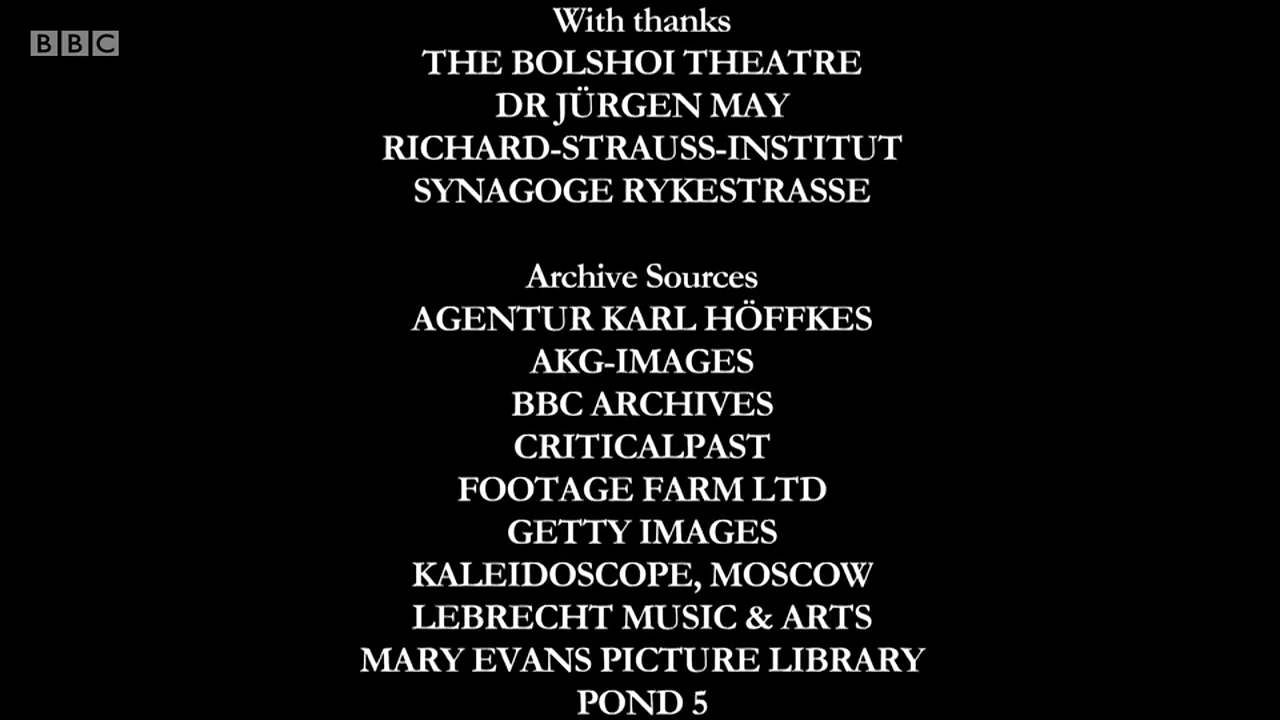 BBC
With thanks
THE BOLSHOI THEATRE
DR JÜRGEN MAY
RICHARD-STRAUSS-INSTITUT
SYNAGOGE RYKESTRASSE
Archive Sources
AGENTUR KARL HÖFFKES
AKG-IMAGES
BBC ARCHIVES
CRITICALPAST
FOOTAGE FARM LTD
GETTY IMAGES
KALEIDOSCOPE, MOSCOW
LEBRECHT MUSIC & ARTS
MARY EVANS PICTURE LIBRARY
POND 5